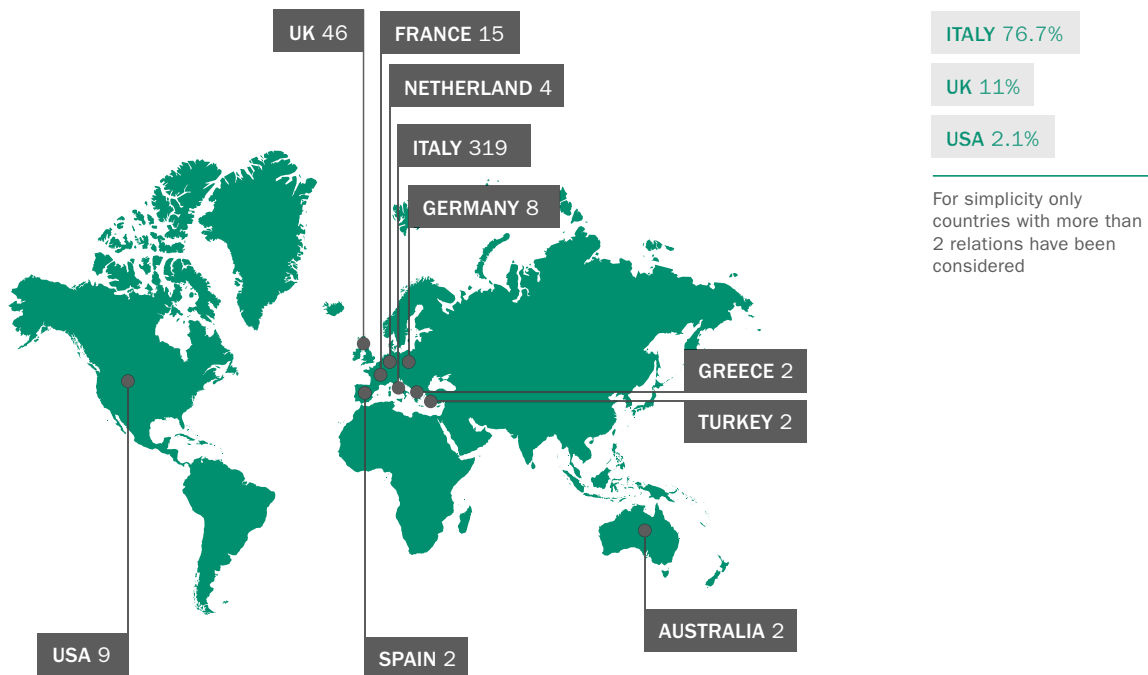 UK 46
FRANCE 15
NETHERLAND 4
ITALY 319
GERMANY 8
GREECE 2
TURKEY 2
AUSTRALIA 2
USA 9
SPAIN 2
ITALY 76.7%
UK 11%
USA 2.1%
For simplicity only
countries with more than
2 relations have been
considered